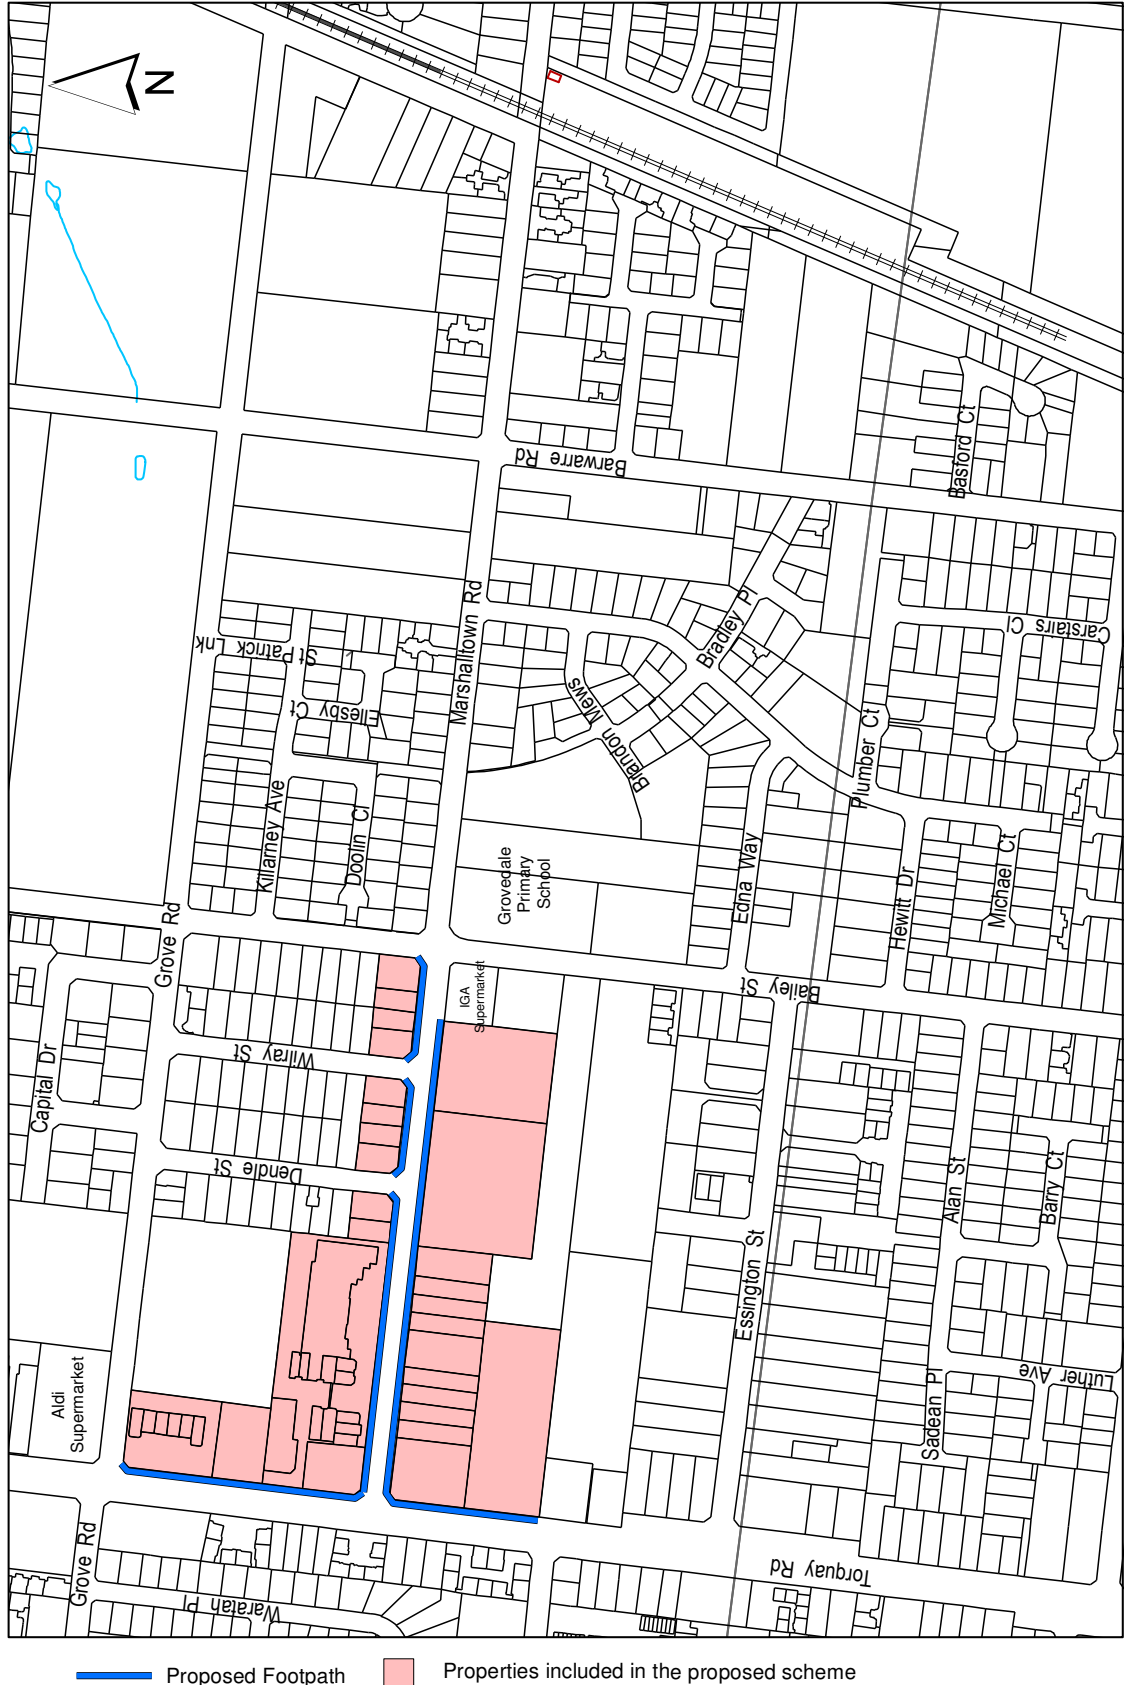 N
Barwarre Rd
Basford Ct
Marshalltown Rd
Bradley Pl
Carstairs Cl
St Patrick Lnk
Ellesby Ct
Brandon Mews
Plumber Ct
Killarney Ave
Doolin Cl
Grovedale
Primary
School
Edna Way
Hewitt Dr
Michael Ct
Grove Rd
IGA
Supermarket
Bailey St
Wilray St
Capital Dr
Dendle St
Alan St
Barry Ct
Essington St
Luther Ave
Aldi
Supermarket
Sadean Pl
Grove Rd
Torquay Rd
Waratah Pl
Proposed Footpath
Properties included in the proposed scheme